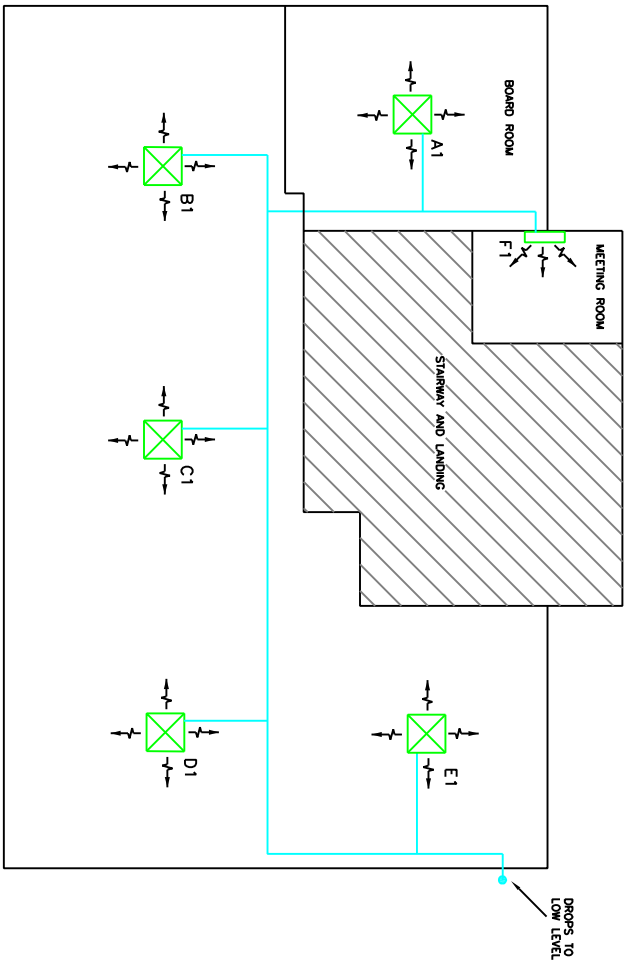 BOARD ROOM
A1
MEETING ROOM
F1
B1
STAIRWAY AND LANDING
C1
D1
E1
DROPS TO
LOW LEVEL